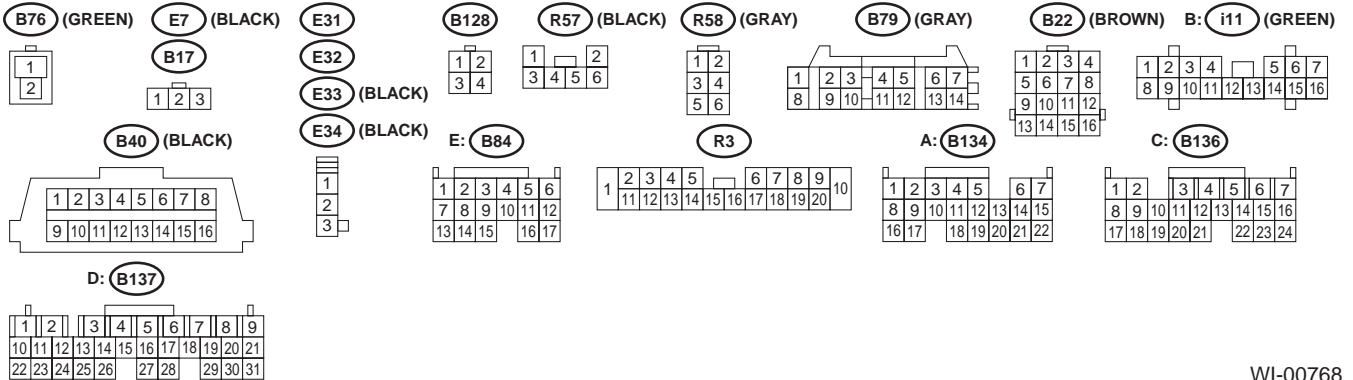 B76 (GREEN) E7 (BLACK) E31 B128 R57 (BLACK) R58 (GRAY) B79 (GRAY) B22 (BROWN) B: i11 (GREEN)
B17 E32
E33 (BLACK)
E34 (BLACK)
1
2
1 2 3
1
2
3
1 2
3 4
1 2
3 4 5 6
1 2
3 4
5 6
1 2 3 4 5 6 7
8 9 10 11 12 13 14
1 2 3 4
5 6 7 8
9 10 11 12
13 14 15 16
1 2 3 4 5 6 7
8 9 10 11 12 13 14 15 16
B40 (BLACK) E: B84 R3 A: B134 C: B136
1 2 3 4 5 6 7 8
9 10 11 12 13 14 15 16
1 2 3 4 5 6
7 8 9 10 11 12
13 14 15 16 17
1 2 3 4 5 6 7 8 9 10
11 12 13 14 15 16 17 18 19 20
1 2 3 4 5 6 7
8 9 10 11 12 13 14 15
16 17 18 19 20 21 22
1 2 3 4 5 6 7
8 9 10 11 12 13 14 15 16
17 18 19 20 21 22 23 24
D: B137
1 2 3 4 5 6 7 8 9
10 11 12 13 14 15 16 17 18 19 20 21
22 23 24 25 26 27 28 29 30 31
WI-00768